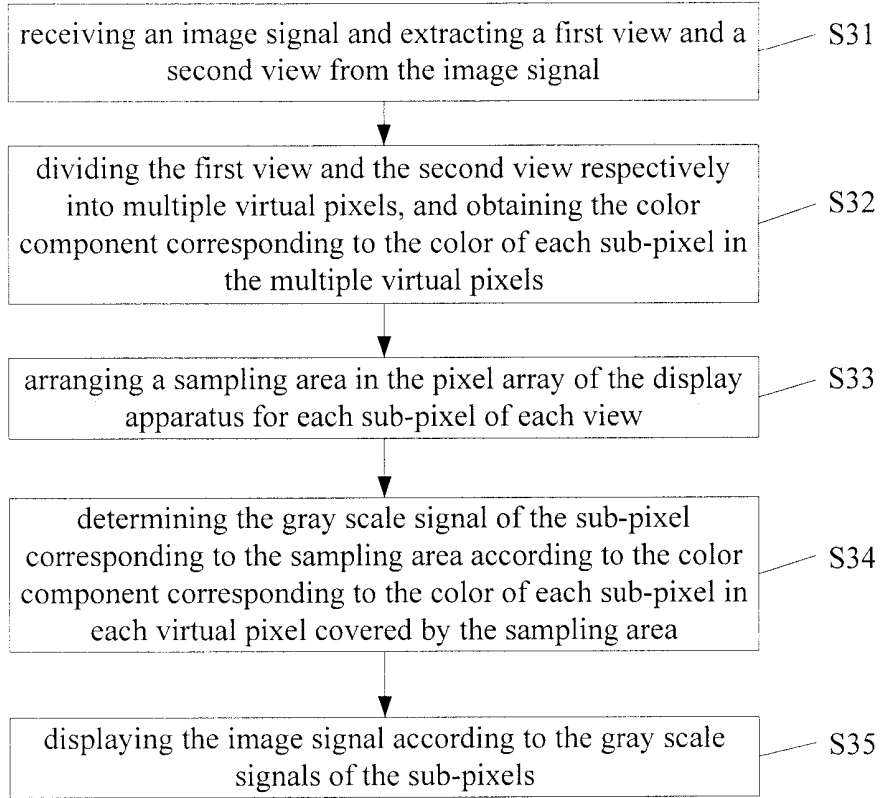 receiving an image signal and extracting a first view and a
second view from the image signal
S31
dividing the first view and the second view respectively
into multiple virtual pixels, and obtaining the color
component corresponding to the color of each sub-pixel in
the multiple virtual pixels
S32
arranging a sampling area in the pixel array of the display
apparatus for each sub-pixel of each view
S33
determining the gray scale signal of the sub-pixel
corresponding to the sampling area according to the color
component corresponding to the color of each sub-pixel in
each virtual pixel covered by the sampling area
S34
displaying the image signal according to the gray scale
signals of the sub-pixels
S35